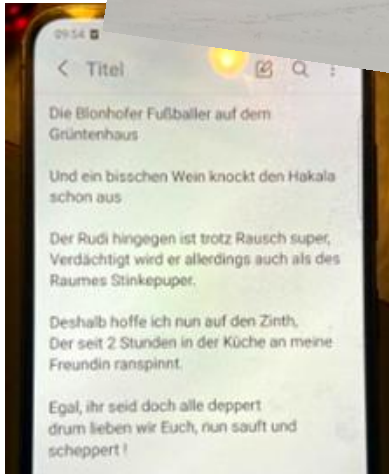 09:54
Titel
Die Blonhofer Fußballer auf dem
Grüntenhaus
Und ein bisschen Wein knockt den Hakala
schon aus
Der Rudi hingegen ist trotz Rausch super,
Verdächtigt wird er allerdings auch als des
Raumes Stinkepuper.
Deshalb hoffe ich nun auf den Zinth,
Der seit 2 Stunden in der Küche an meine
Freundin ranspinnt.
Egal, ihr seid doch alle deppert
drum lieben wir Euch, nun sauft und
scheppert !